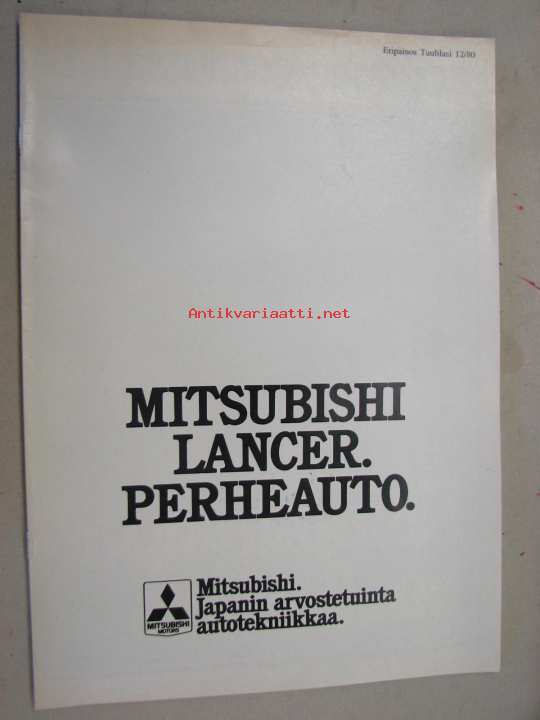 Eripainos Tuulilasi 12/80
Antikvariaatti.net
MITSUBISHI
LANCER.
PERHEAUTO.
Mitsubishi.
Japanin arvostetuinta
autotekniikkaa.
MITSUBISHI
MOTORS